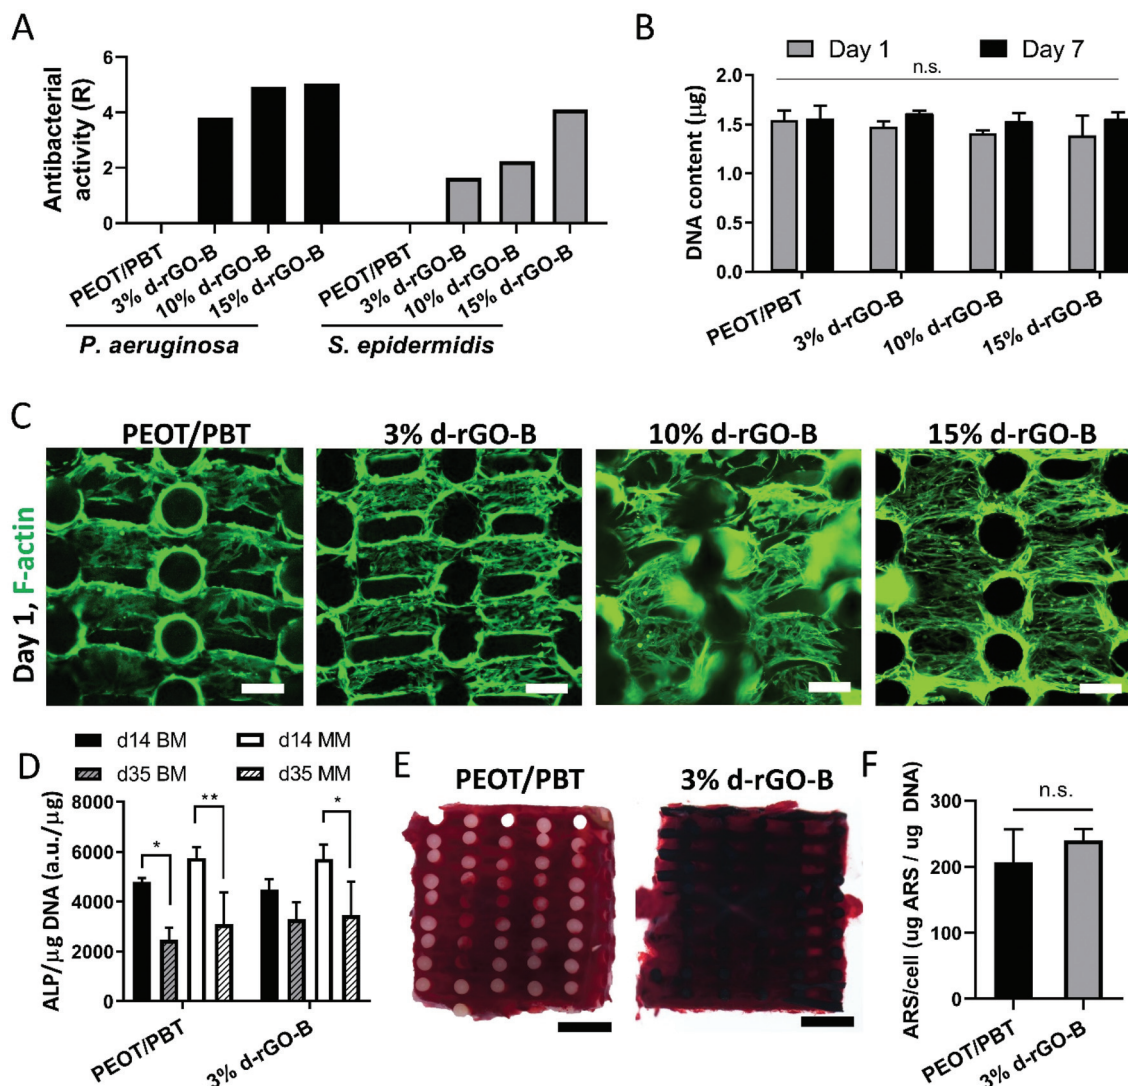 A
Antibacterial
activity (R)
6
4
2
0
PEOT/PBT
3% d-rGO-B
10% d-rGO-B
15% d-rGO-B
PEOT/PBT
3% d-rGO-B
10% d-rGO-B
15% d-rGO-B
P. aeruginosa
S. epidermidis
B
Day 1
Day 7
n.s.
DNA content (µg)
2.0
1.5
1.0
0.5
0.0
PEOT/PBT
3% d-rGO-B
10% d-rGO-B
15% d-rGO-B
C
PEOT/PBT
3% d-rGO-B
10% d-rGO-B
15% d-rGO-B
Day 1, F-actin
D
d14 BM
d14 MM
d35 BM
d35 MM
ALP/µg DNA (a.u./µg)
8000
6000
4000
2000
0
*
**
*
PEOT/PBT
3% d-rGO-B
E
PEOT/PBT
3% d-rGO-B
F
ARS/cell (ug ARS / ug DNA)
300
200
100
0
n.s.
PEOT/PBT
3% d-rGO-B